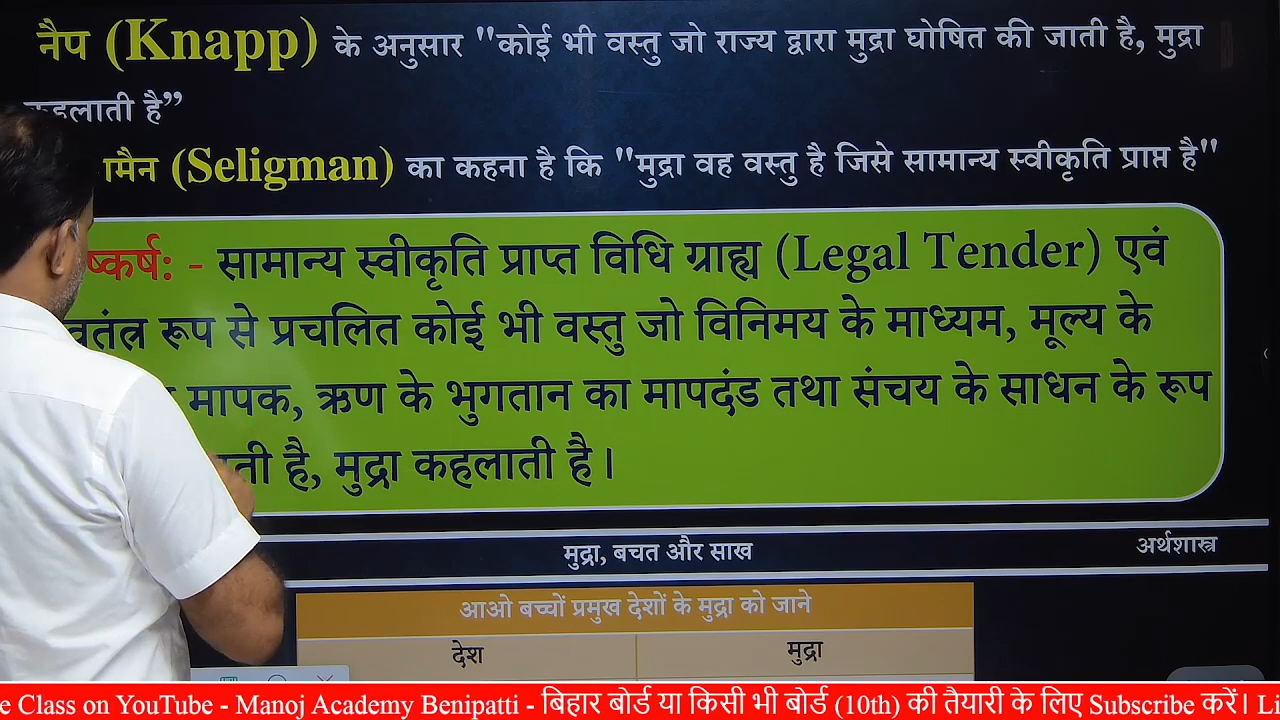 नैप (Knapp) के अनुसार "कोई भी वस्तु जो राज्य द्वारा मुद्रा घोषित की जाती है, मुद्रा
कहलाती है”
मैन (Seligman) का कहना है कि "मुद्रा वह वस्तु है जिसे सामान्य स्वीकृति प्राप्त है"
ष्कर्षः - सामान्य स्वीकृति प्राप्त विधि ग्राह्य (Legal Tender) एवं
वतंत्र रूप से प्रचलित कोई भी वस्तु जो विनिमय के माध्यम, मूल्य के
मापक, ऋण के भुगतान का मापदंड तथा संचय के साधन के रूप
ती है, मुद्रा कहलाती है।
मुद्रा, बचत और साख
अर्थशास्त्र
आओ बच्चों प्रमुख देशों के मुद्रा को जाने
देश मुद्रा
e Class on YouTube - Manoj Academy Benipatti - बिहार बोर्ड या किसी भी बोर्ड (10th) की तैयारी के लिए Subscribe करें। Li